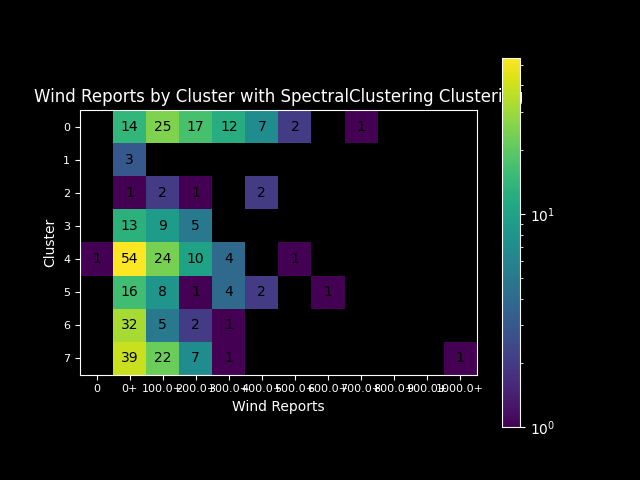 Wind Reports by Cluster with SpectralClustering Clustering
0 14 25 17 12 7 2 1
1 3
2 1 2 1 2
3 13 9 5
4 1 54 24 10 4 1
5 16 8 1 4 2 1
6 32 5 2 1
7 39 22 7 1 1
Cluster
0 0+ 100.0+ 200.0+ 300.0+ 400.0+ 500.0+ 600.0+ 700.0+ 800.0+ 900.0+ 1000.0+
Wind Reports
10¹
10⁰